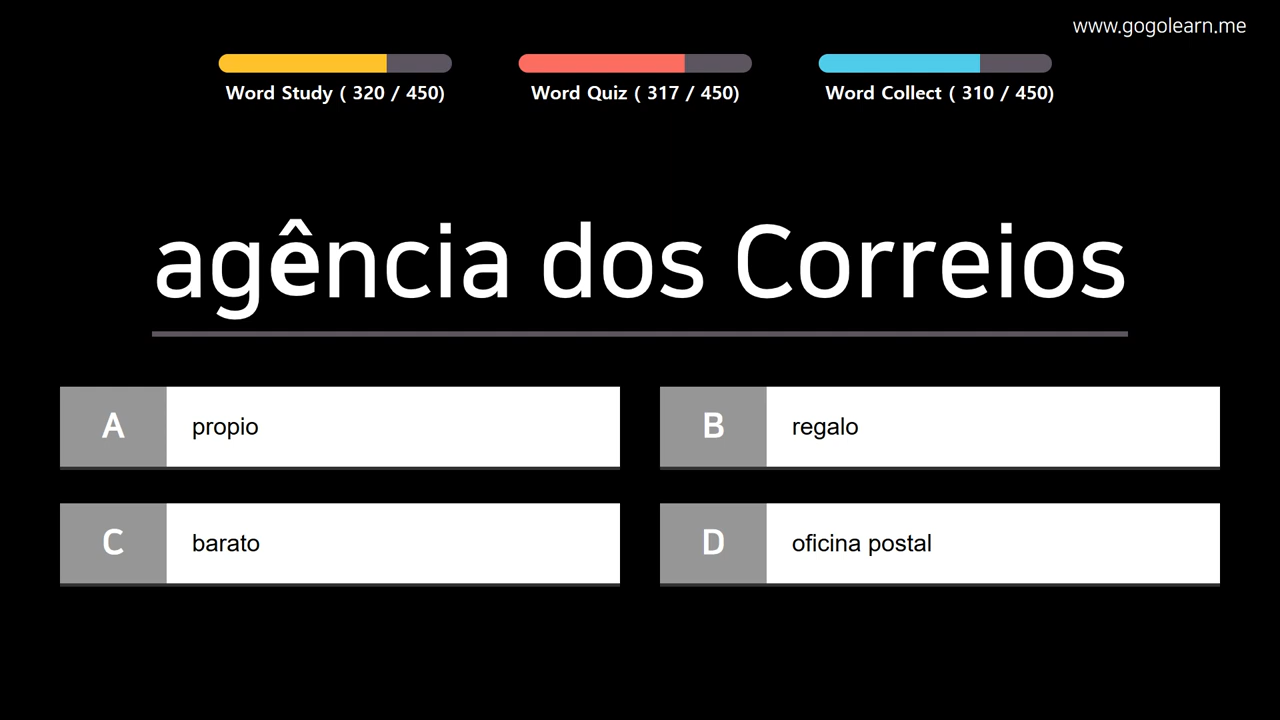 www.gogolearn.me
Word Study ( 320 / 450)
Word Quiz ( 317 / 450)
Word Collect ( 310 / 450)
agência dos Correios
A propio
B regalo
C barato
D oficina postal